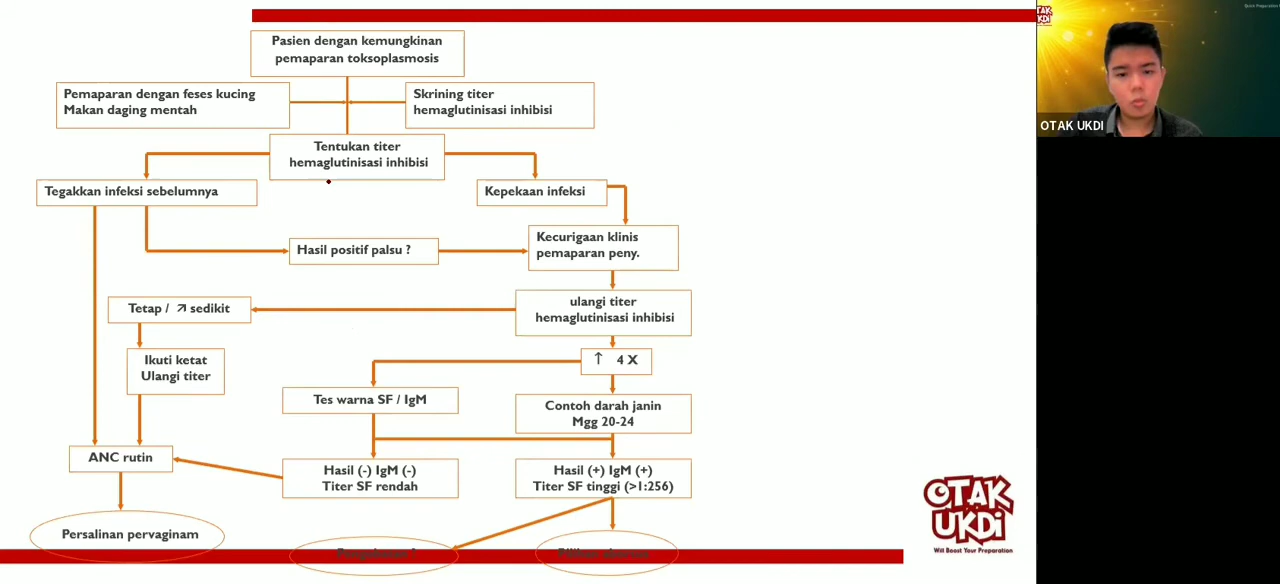 Pasien dengan kemungkinan
pemaparan toksoplasmosis
Pemaparan dengan feses kucing
Makan daging mentah
Skrining titer
hemaglutinisasi inhibisi
Tentukan titer
hemaglutinisasi inhibisi
Tegakkan infeksi sebelumnya
Kepekaan infeksi
Hasil positif palsu ?
Kecurigaan klinis
pemaparan peny.
Tetap / ↗ sedikit
ulangi titer
hemaglutinisasi inhibisi
Ikuti ketat
Ulangi titer
↑ 4 X
Tes warna SF / IgM
Contoh darah janin
Mgg 20-24
ANC rutin
Hasil (-) IgM (-)
Titer SF rendah
Hasil (+) IgM (+)
Titer SF tinggi (>1:256)
Persalinan pervaginam
OTAK UKDI
OTAK
UKDi
OTAK
UKDi
Will Boost Your Preparation